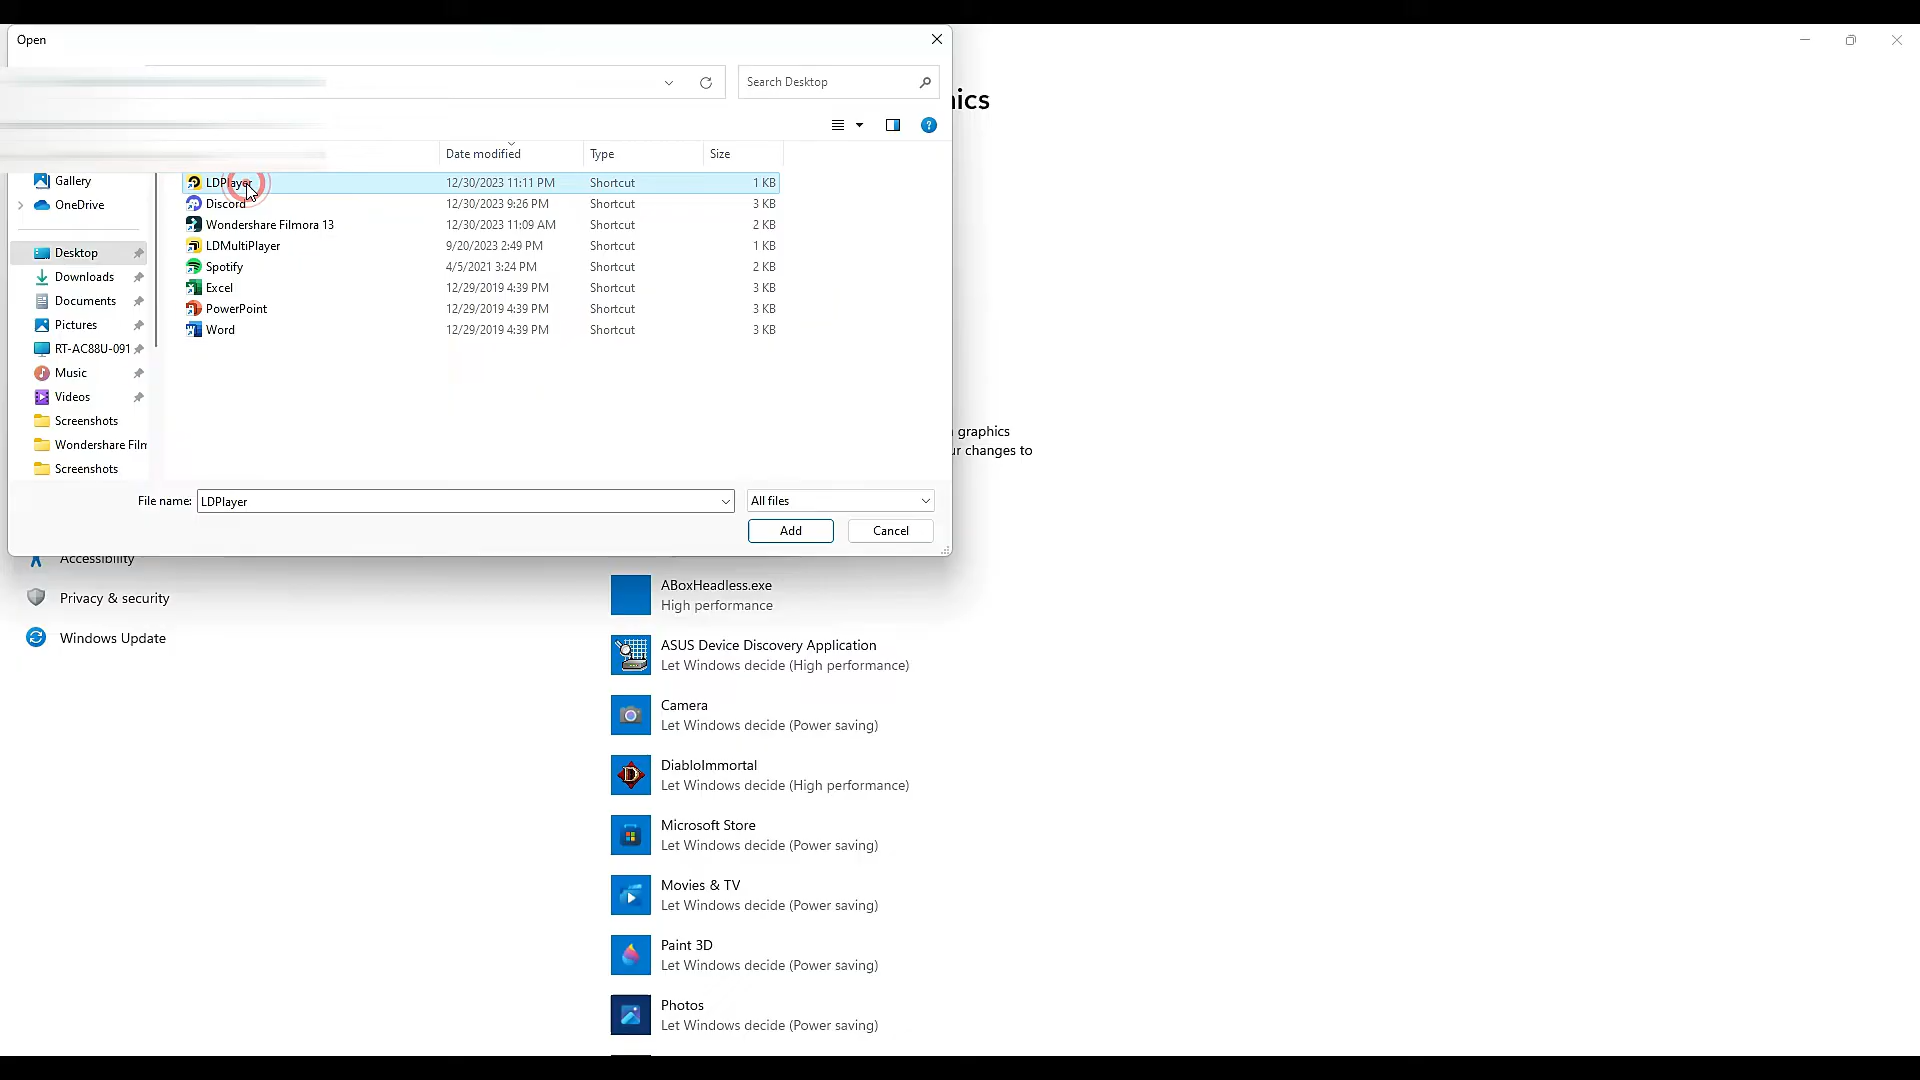 Open
Search Desktop
ics
Date modified
Type
Size
Gallery
OneDrive
Desktop
Downloads
Documents
Pictures
RT-AC88U-091
Music
Videos
Screenshots
Wondershare Film
Screenshots
LDPlayer 12/30/2023 11:11 PM Shortcut 1 KB
Discord 12/30/2023 9:26 PM Shortcut 3 KB
Wondershare Filmora 13 12/30/2023 11:09 AM Shortcut 2 KB
LDMultiPlayer 9/20/2023 2:49 PM Shortcut 1 KB
Spotify 4/5/2021 3:24 PM Shortcut 2 KB
Excel 12/29/2019 4:39 PM Shortcut 3 KB
PowerPoint 12/29/2019 4:39 PM Shortcut 3 KB
Word 12/29/2019 4:39 PM Shortcut 3 KB
graphics
ur changes to
File name: LDPlayer
All files
Add
Cancel
Accessibility
Privacy & security
Windows Update
ABoxHeadless.exe
High performance
ASUS Device Discovery Application
Let Windows decide (High performance)
Camera
Let Windows decide (Power saving)
DiabloImmortal
Let Windows decide (High performance)
Microsoft Store
Let Windows decide (Power saving)
Movies & TV
Let Windows decide (Power saving)
Paint 3D
Let Windows decide (Power saving)
Photos
Let Windows decide (Power saving)